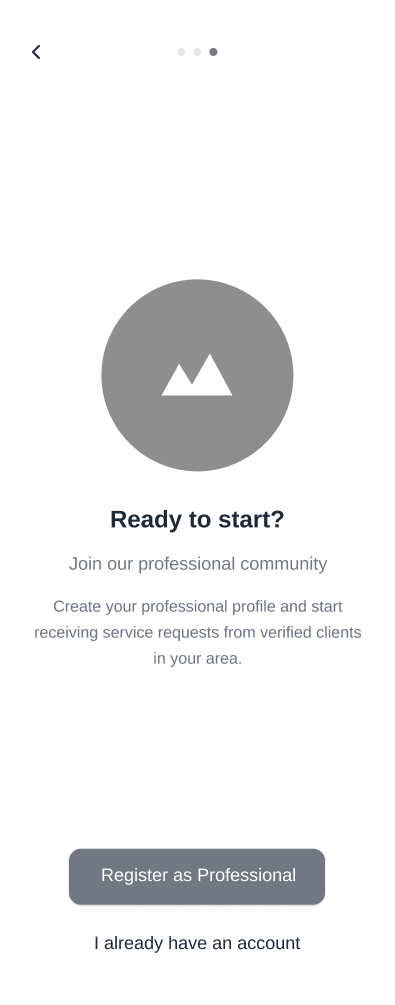 Ready to start?
Join our professional community
Create your professional profile and start
receiving service requests from verified clients
in your area.
Register as Professional
I already have an account